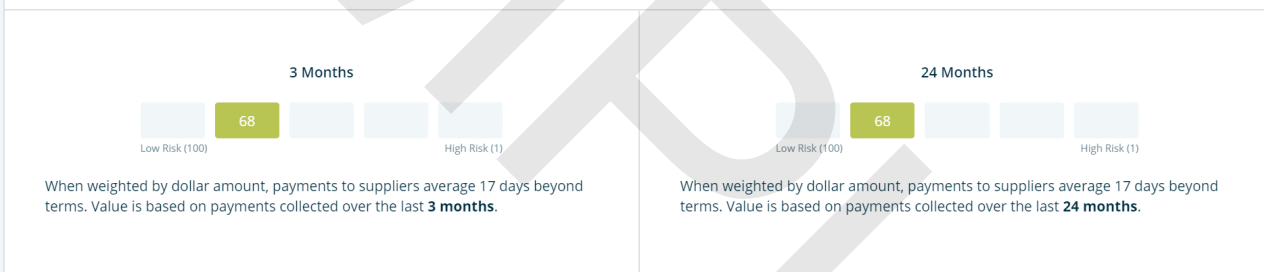 3 Months
68
Low Risk (100) High Risk (1)
When weighted by dollar amount, payments to suppliers average 17 days beyond
terms. Value is based on payments collected over the last 3 months.
24 Months
68
Low Risk (100) High Risk (1)
When weighted by dollar amount, payments to suppliers average 17 days beyond
terms. Value is based on payments collected over the last 24 months.